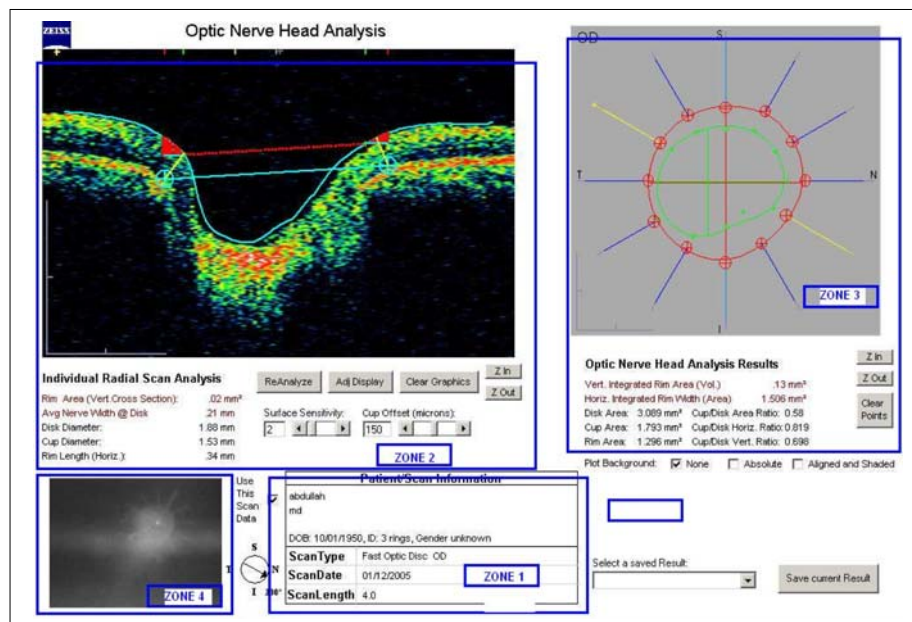 ZEISS
Optic Nerve Head Analysis
OD
S
T
N
I
ZONE 3
Individual Radial Scan Analysis
Rim Area (Vert.Cross Section): .02 mm²
Avg Nerve Width @ Disk .21 mm
Disk Diameter: 1.88 mm
Cup Diameter: 1.53 mm
Rim Length (Horiz.): .34 mm
ReAnalyze
Adj Display
Clear Graphics
Z In
Z Out
Surface Sensitivity:
2
Cup Offset (microns):
150
ZONE 2
Optic Nerve Head Analysis Results
Vert. Integrated Rim Area (Vol.) .13 mm³
Horiz. Integrated Rim Width (Area) 1.506 mm²
Disk Area: 3.089 mm² Cup/Disk Area Ratio: 0.58
Cup Area: 1.793 mm² Cup/Disk Horiz. Ratio: 0.819
Rim Area: 1.296 mm² Cup/Disk Vert. Ratio: 0.698
Z In
Z Out
Clear
Points
Plot Background: None Absolute Aligned and Shaded
ZONE 4
Use
This
Scan
Data
S
T N
I
Patient/Scan Information
abdullah
md
DOB: 10/01/1950, ID: 3 rings, Gender unknown
ScanType Fast Optic Disc OD
ScanDate 01/12/2005
ScanLength 4.0
ZONE 1
Select a saved Result:
Save current Result